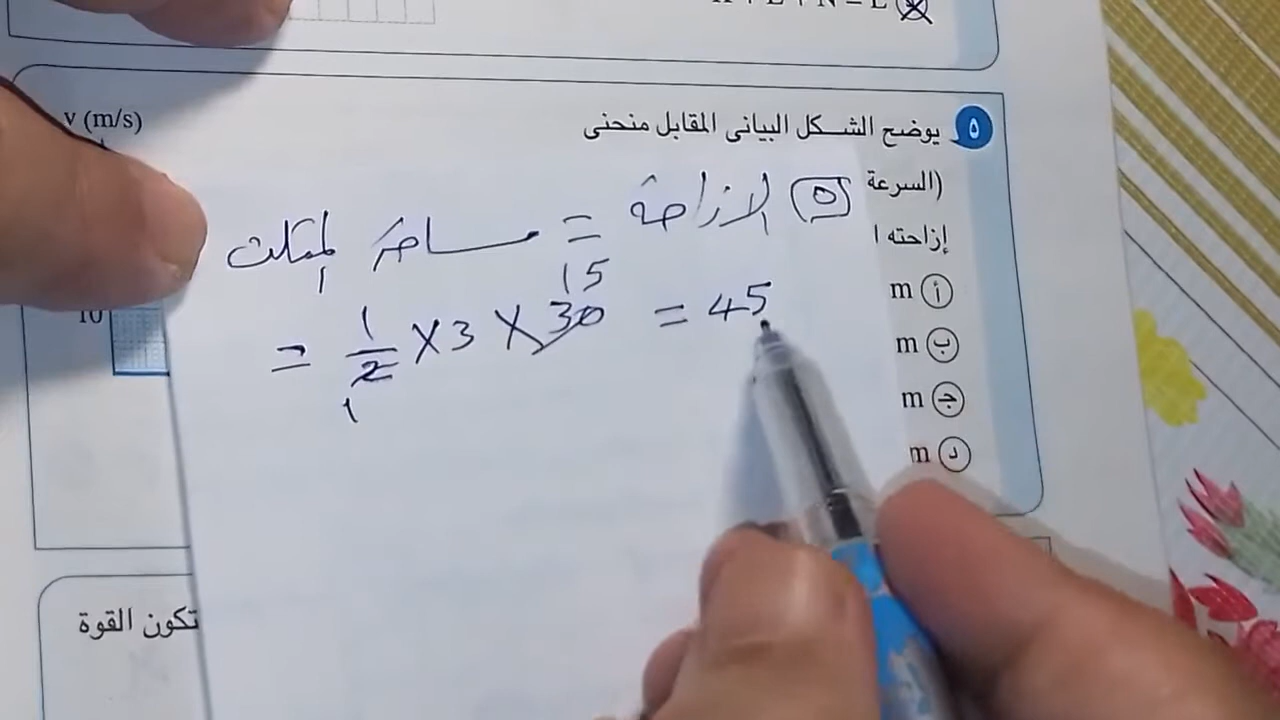 v (m/s)
٥ يوضح الشكل البيانى المقابل منحنى
(السرعة
إزاحته ا
٥ الازاحة = مساحة المثلث
= 1/2 × 3 × 30 = 45
15
1
10
أ m
ب m
ج m
د m
تكون القوة